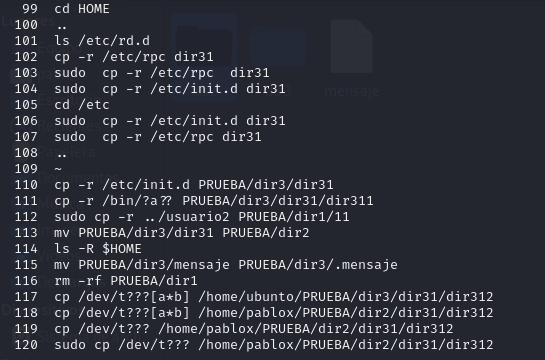 99 cd HOME
100 ..
101 ls /etc/rd.d
102 cp -r /etc/rpc dir31
103 sudo  cp -r /etc/rpc  dir31
104 sudo  cp -r /etc/init.d dir31
105 cd /etc
106 sudo  cp -r /etc/init.d dir31
107 sudo  cp -r /etc/rpc dir31
108 ..
109 ~
110 cp -r /etc/init.d PRUEBA/dir3/dir31
111 cp -r /bin/?a?? PRUEBA/dir3/dir31/dir311
112 sudo cp -r ../usuario2 PRUEBA/dir1/11
113 mv PRUEBA/dir3/dir31 PRUEBA/dir2
114 ls -R $HOME
115 mv PRUEBA/dir3/mensaje PRUEBA/dir3/.mensaje
116 rm -rf PRUEBA/dir1
117 cp /dev/t???[a*b] /home/ubunto/PRUEBA/dir3/dir31/dir312
118 cp /dev/t???[a*b] /home/pablox/PRUEBA/dir2/dir31/dir312
119 cp /dev/t??? /home/pablox/PRUEBA/dir2/dir31/dir312
120 sudo cp /dev/t??? /home/pablox/PRUEBA/dir2/dir31/dir312
mensaje